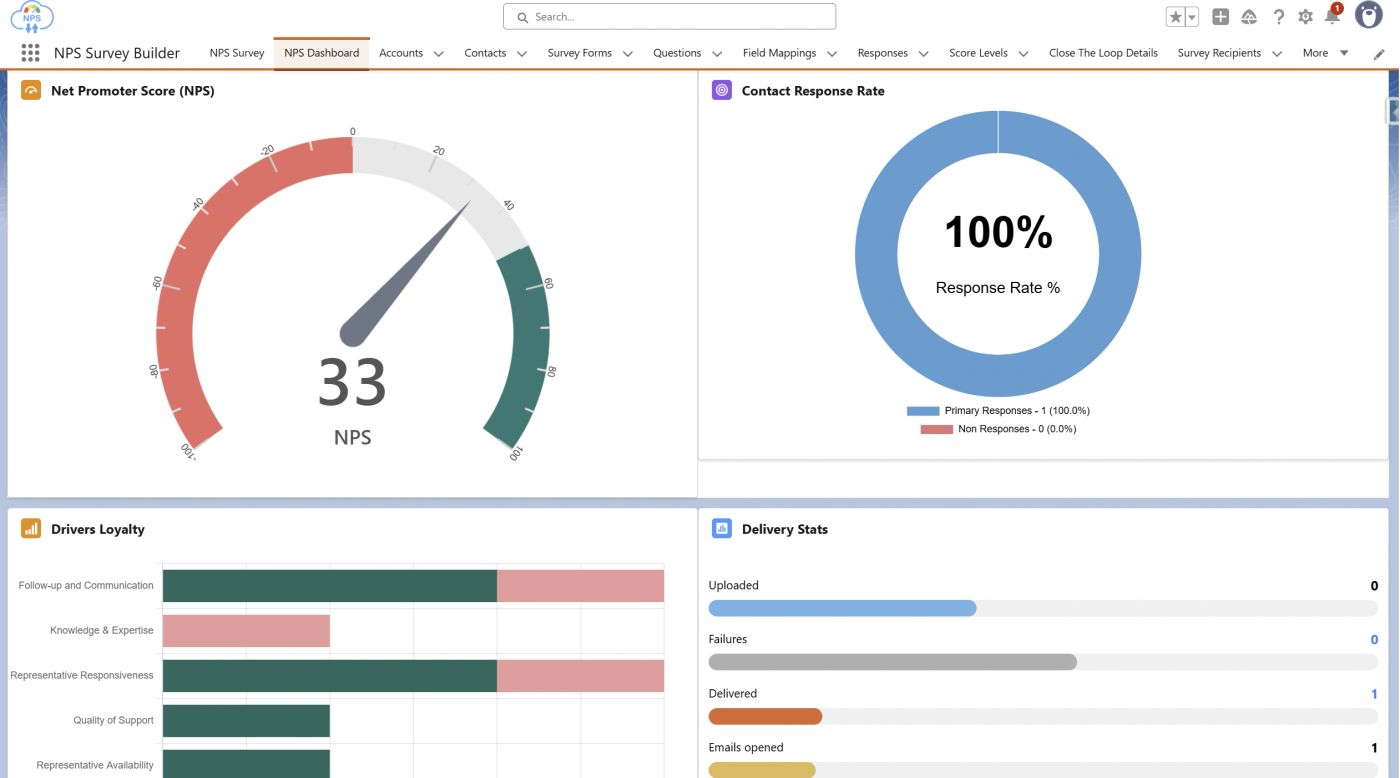 NPS
Search...
1
NPS Survey Builder
NPS Survey
NPS Dashboard
Accounts
Contacts
Survey Forms
Questions
Field Mappings
Responses
Score Levels
Close The Loop Details
Survey Recipients
More
Net Promoter Score (NPS)
-100
-80
-60
-40
-20
0
20
40
60
80
100
33
NPS
Contact Response Rate
100%
Response Rate %
Primary Responses - 1 (100.0%)
Non Responses - 0 (0.0%)
Drivers Loyalty
Follow-up and Communication
Knowledge & Expertise
Representative Responsiveness
Quality of Support
Representative Availability
Delivery Stats
Uploaded 0
Failures 0
Delivered 1
Emails opened 1